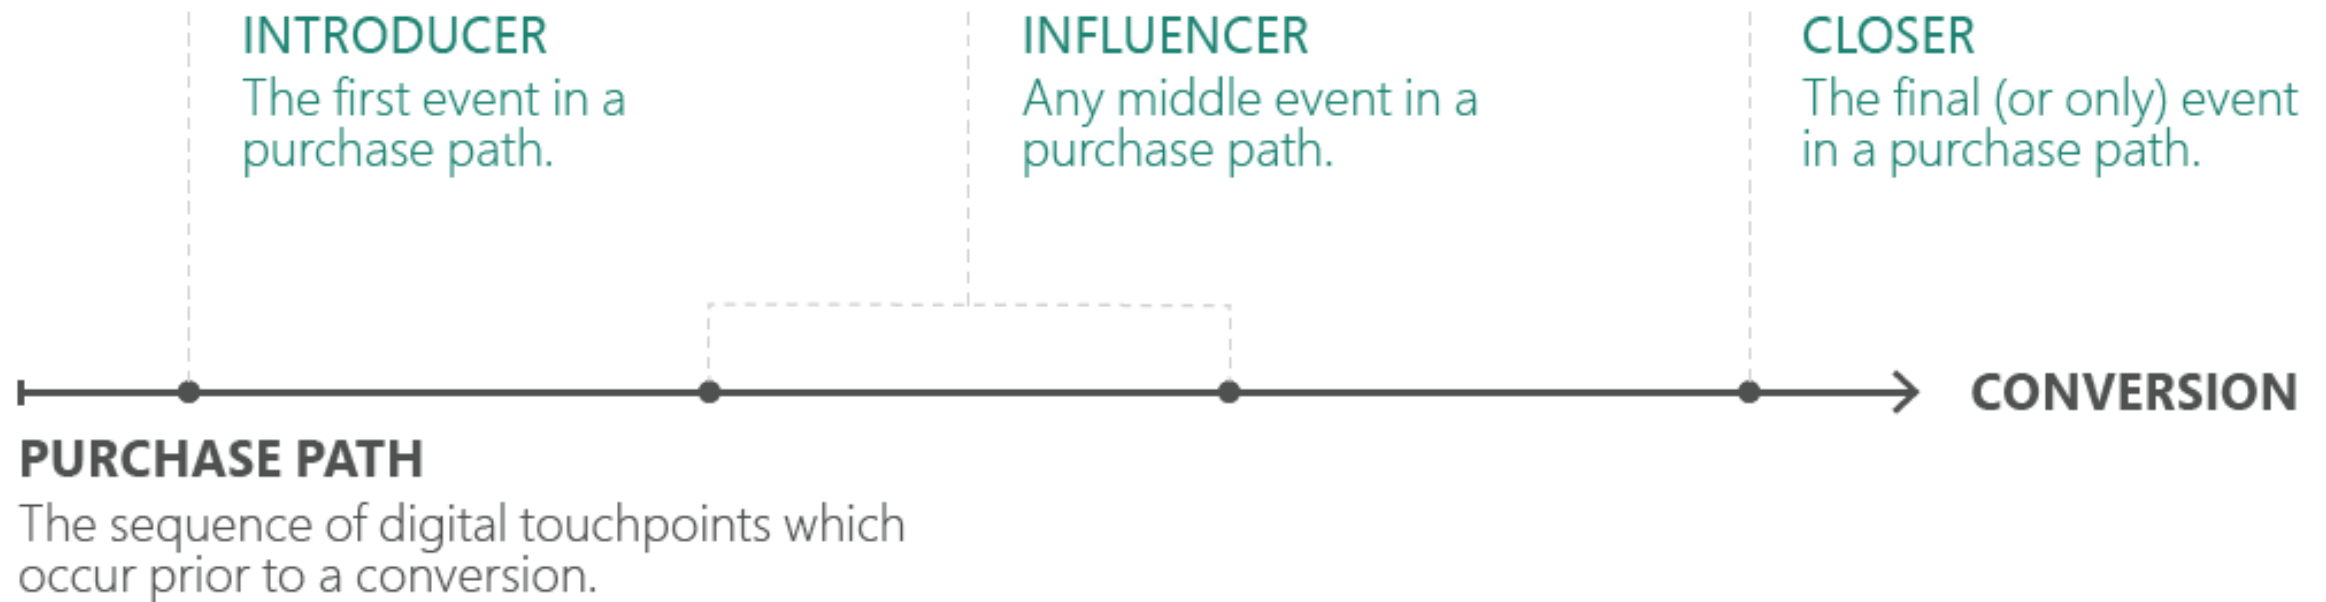 INTRODUCER
The first event in a
purchase path.
INFLUENCER
Any middle event in a
purchase path.
CLOSER
The final (or only) event
in a purchase path.
CONVERSION
PURCHASE PATH
The sequence of digital touchpoints which
occur prior to a conversion.